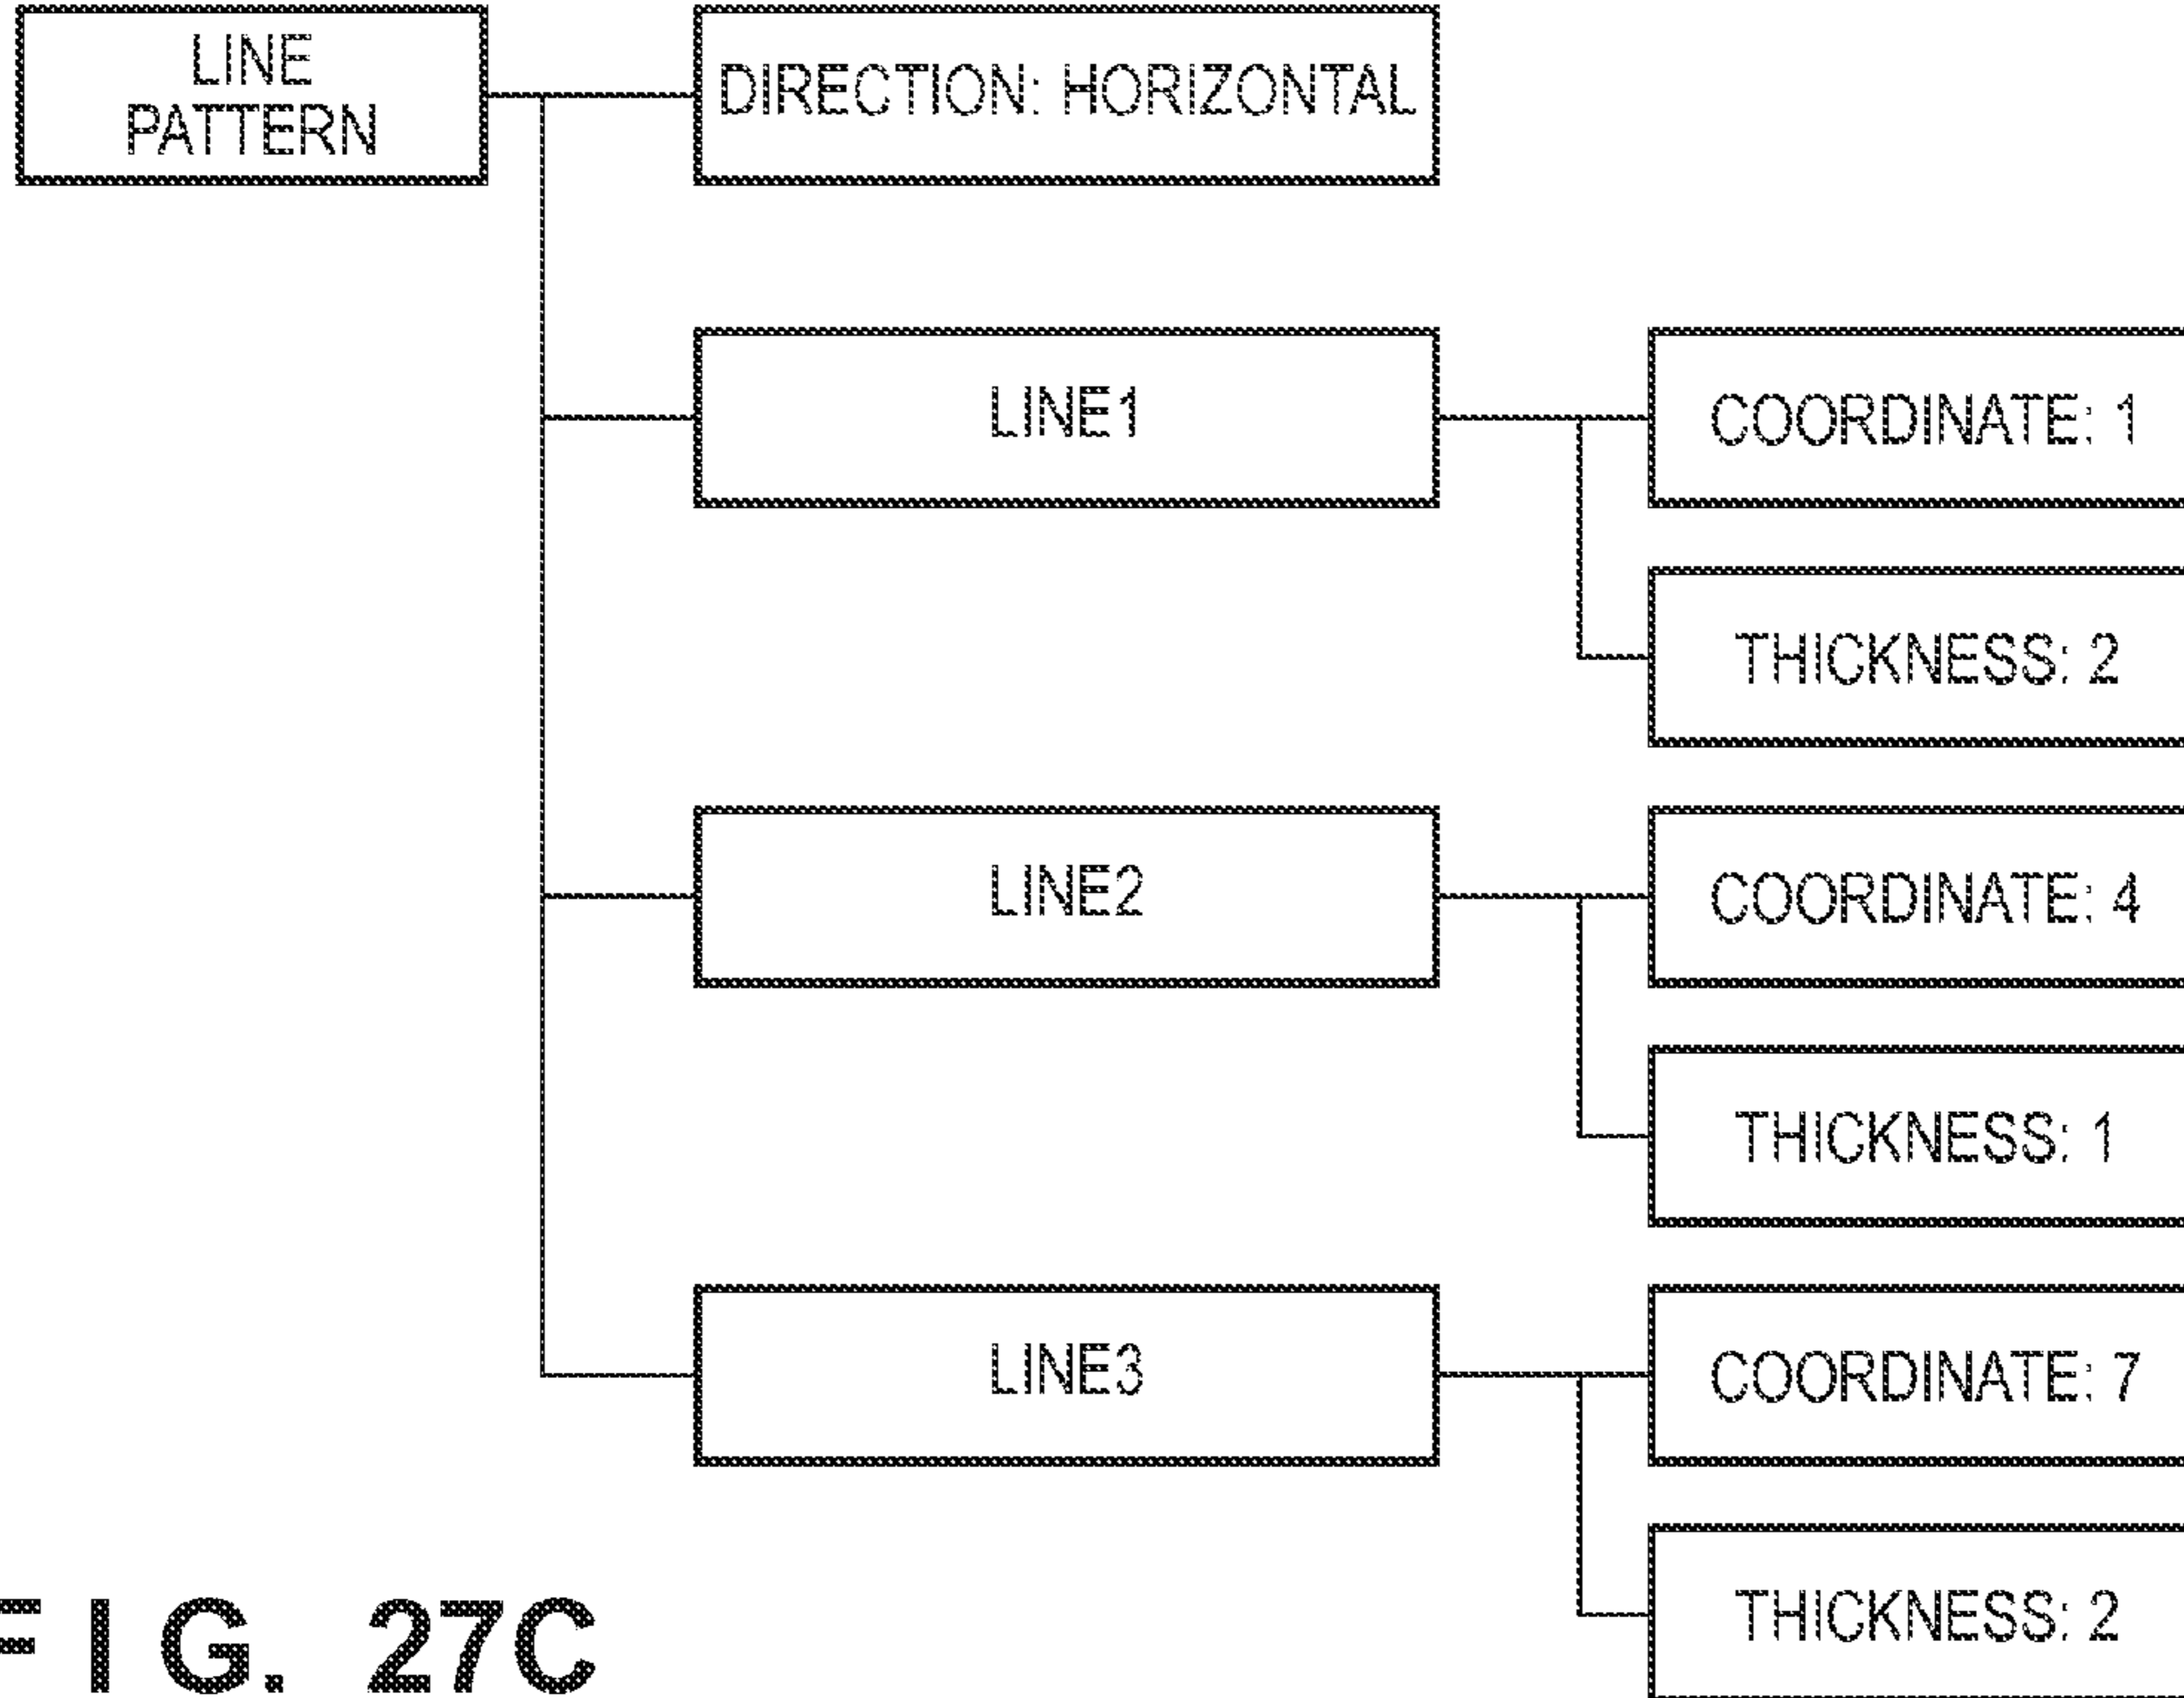 LINE
PATTERN
DIRECTION: HORIZONTAL
LINE1
COORDINATE: 1
THICKNESS: 2
LINE2
COORDINATE: 4
THICKNESS: 1
LINE3
COORDINATE: 7
THICKNESS: 2
FIG. 27C